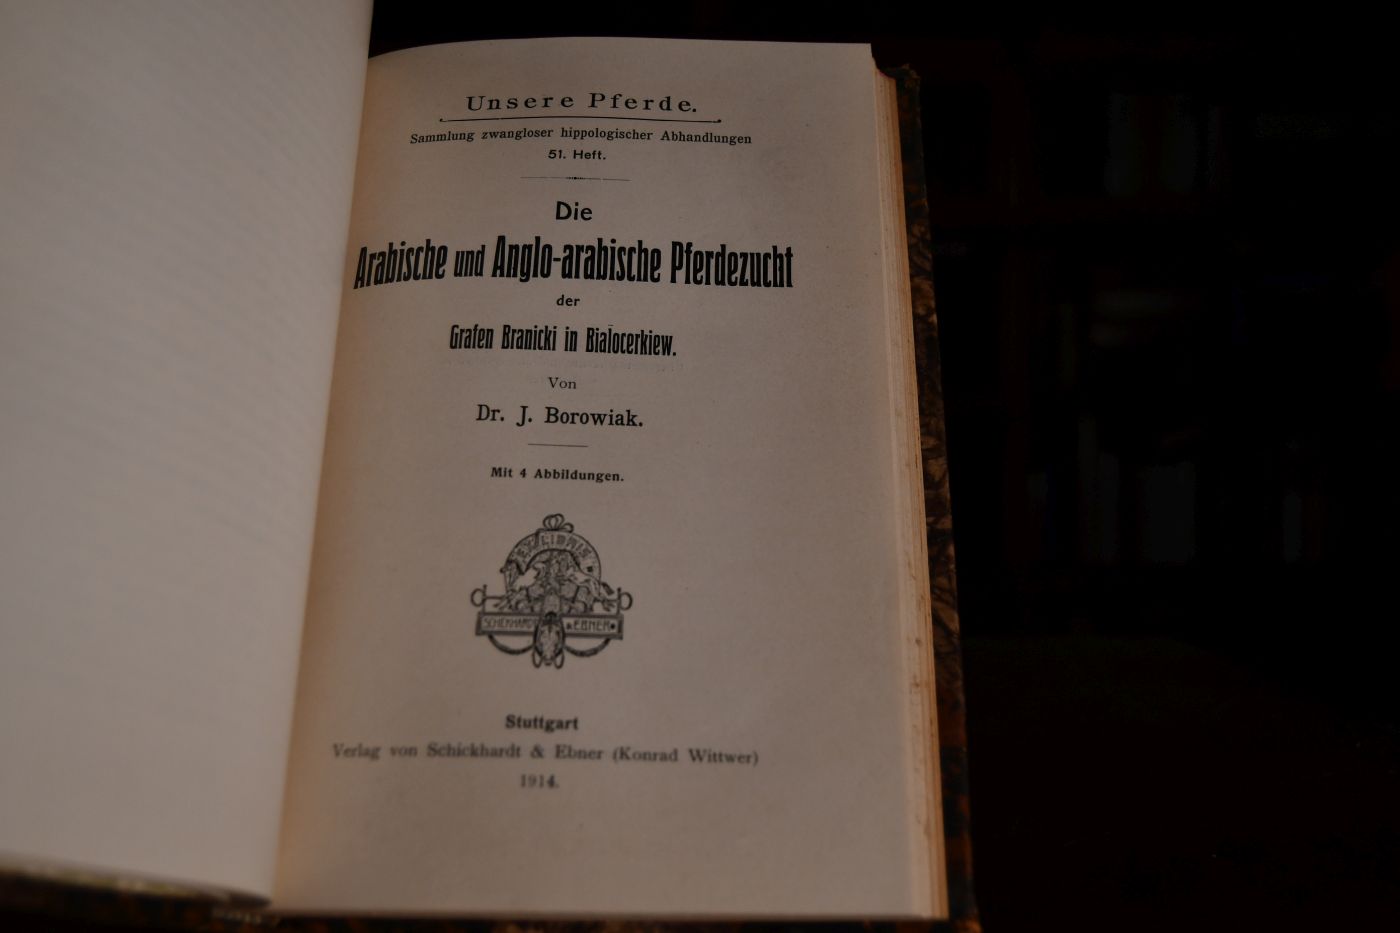 Unsere Pferde.
Sammlung zwangloser hippologischer Abhandlungen
51. Heft.
Die
Arabische und Anglo-arabische Pferdezucht
der
Grafen Branicki in Bialocerkiew.
Von
Dr. J. Borowiak.
Mit 4 Abbildungen.
EX LIBRIS
SCHICKHARDT & EBNER
Stuttgart
Verlag von Schickhardt & Ebner (Konrad Wittwer)
1914.